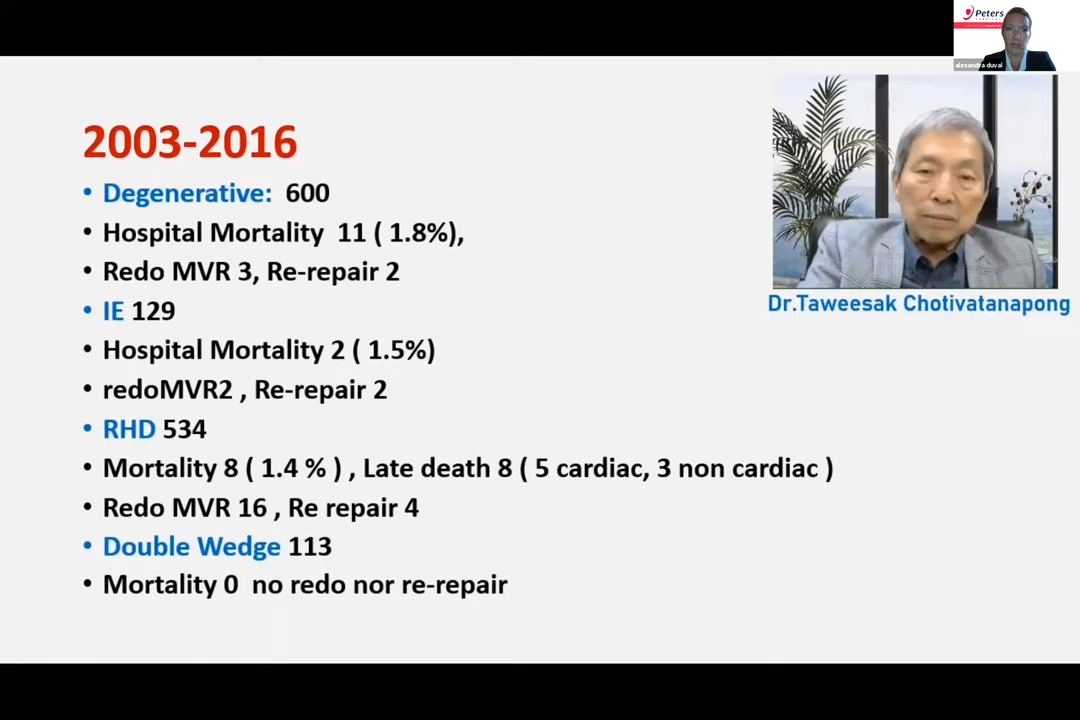 Peters
alexandra duval
2003-2016
• Degenerative: 600
• Hospital Mortality 11 ( 1.8%),
• Redo MVR 3, Re-repair 2
• IE 129
• Hospital Mortality 2 ( 1.5%)
• redoMVR2 , Re-repair 2
• RHD 534
• Mortality 8 ( 1.4 % ) , Late death 8 ( 5 cardiac, 3 non cardiac )
• Redo MVR 16 , Re repair 4
• Double Wedge 113
• Mortality 0 no redo nor re-repair
Dr.Taweesak Chotivatanapong